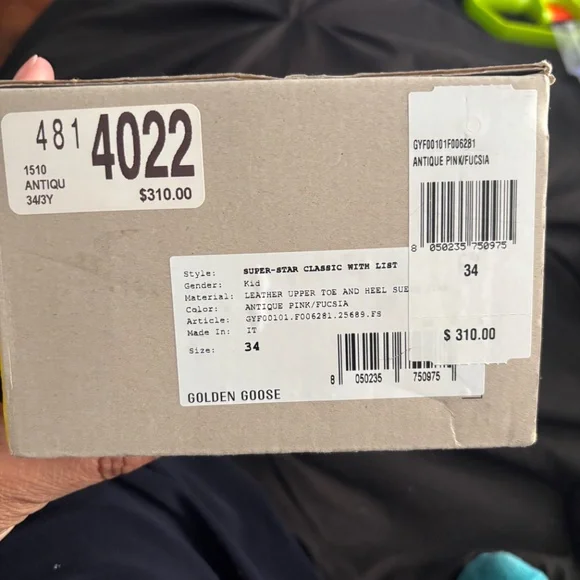 481 4022
1510
ANTIQU
34/3Y
$310.00
GYF00101F006281
ANTIQUE PINK/FUCSIA
8 050235 750975
34
$ 310.00
Style: SUPER-STAR CLASSIC WITH LIST
Gender: Kid
Material: LEATHER UPPER TOE AND HEEL SUE
Color: ANTIQUE PINK/FUCSIA
Article: GYF00101.F006281.25689.FS
Made In: IT
Size: 34
8 050235 750975
GOLDEN GOOSE